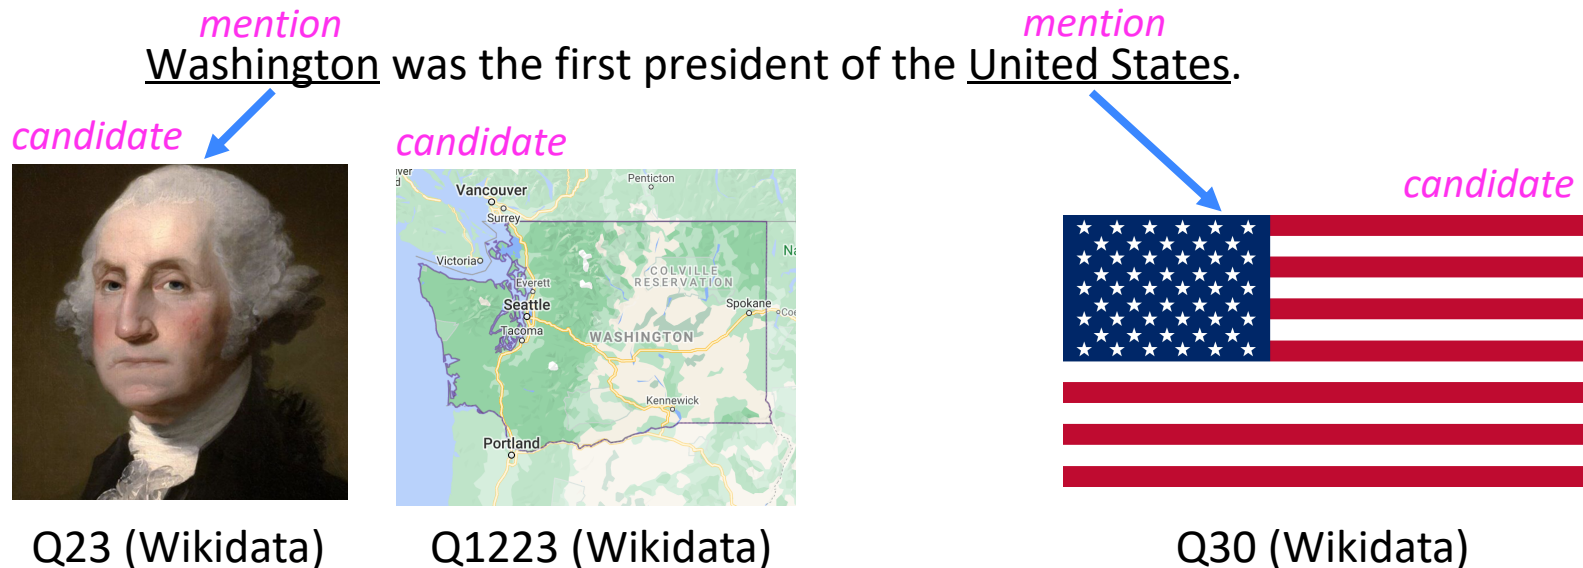 mention mention
Washington was the first president of the United States.
candidate candidate candidate
Vancouver
Penticton
Surrey
Victoria
COLVILLE
RESERVATION
Everett
Seattle
Spokane
Tacoma
WASHINGTON
Kennewick
Portland
Q23 (Wikidata) Q1223 (Wikidata) Q30 (Wikidata)